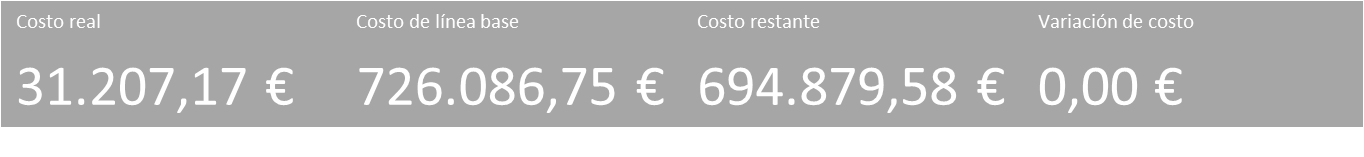 Costo real Costo de línea base Costo restante Variación de costo
31.207,17 € 726.086,75 € 694.879,58 € 0,00 €